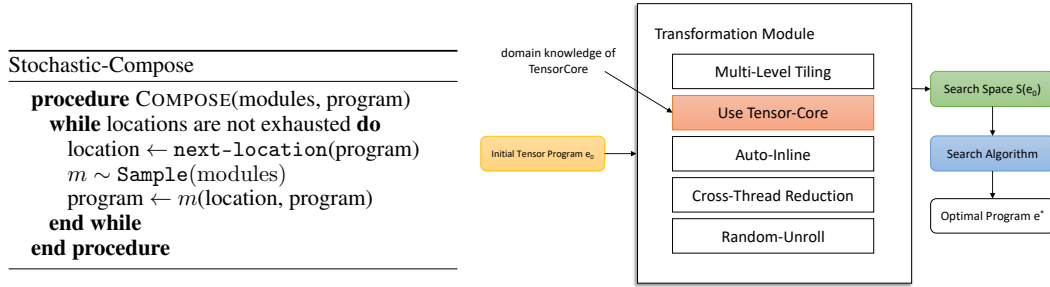 Stochastic-Compose
procedure COMPOSE(modules, program)
while locations are not exhausted do
location ← next-location(program)
m ∼ Sample(modules)
program ← m(location, program)
end while
end procedure
domain knowledge of
TensorCore
Initial Tensor Program e₀
Transformation Module
Multi-Level Tiling
Use Tensor-Core
Auto-Inline
Cross-Thread Reduction
Random-Unroll
Search Space S(e₀)
Search Algorithm
Optimal Program e*